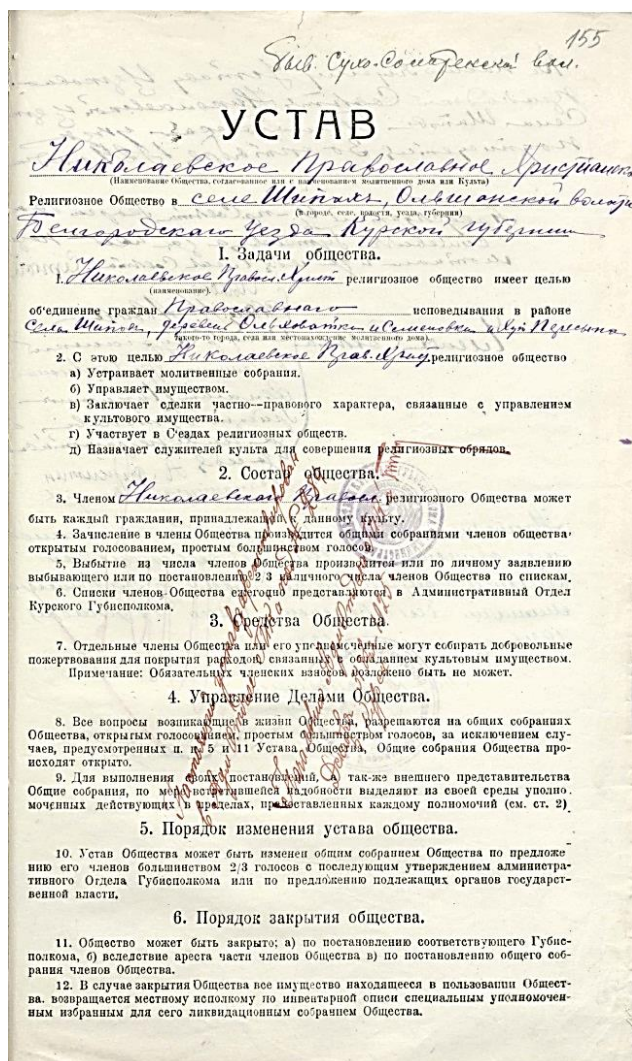 155
Быв. Сухо-Солотенской вол.
УСТАВ
Николаевское Православное Христианск
(Наименование Общества, согласованное или с наименованием молитвенного дома или Культа)
Религиозное Общество в селе Шипах, Ольшанской волости
(в городе, селе, волости, уезда, губернии)
Белгородского уезда Курской губернии
I. Задачи общества.
1. Николаевское Правосл Христ религиозное общество имеет целью
(наименование).
об'единение граждан Православнаго исповедывания в районе
села Шипов, деревень Ольховатки и Семеновки и хут
такого-то города, села или местонахождение молитвенного дома).
2. С этою целью Николаевское Прав. Хрис. религиозное общество
а) Устраивает молитвенные собрания.
б) Управляет имуществом.
в) Заключает сделки частно—правового характера, связанные с управлением
культового имущества.
г) Участвует в С'ездах религиозных обществ.
д) Назначает служителей культа для совершения религиозных обрядов.
2. Состав общества.
3. Членом Николаевского Правосл. религиозного Общества может
быть каждый гражданин, принадлежащий к данному культу.
4. Зачисление в члены Общества производится общими собраниями членов общества
открытым голосованием, простым большинством голосов.
5. Выбытие из числа членов общества производится или по личному заявлению
выбывающего или по постановлению 2/3 наличного числа членов Общества по спискам.
6. Списки членов Общества ежегодно представляются в Административный Отдел
Курского Губисполкома.
3. Средства Общества.
7. Отдельные члены Общества или его уполномоченные могут собирать добровольные
пожертвования для покрытия расходов связанных с обладанием культовым имуществом.
Примечание: Обязательных членских взносов возложено быть не может.
4. Управление Делами Общества.
8. Все вопросы возникающие в жизни Общества, разрешаются на общих собраниях
Общества, открытым голосованием, простым большинством голосов, за исключением слу-
чаев, предусмотренных п. п. 5 и 11 Устава Общества, Общие собрания Общества про-
исходят открыто.
9. Для выполнения своих постановлений, а так-же внешнего представительства
Общие собрания, по мере встретившейся надобности выделяют из своей среды уполно.
моченных действующих в пределах, предоставленных каждому полномочий (см. ст. 2)
5. Порядок изменения устава общества.
10. Устав Общества может быть изменен общим собранием Общества по предложе
нию его членов большинством 2/3 голосов с последующим утверждением администра-
тивного Отдела Губисполкома или по предложению подлежащих органов государст-
венной власти.
6. Порядок закрытия общества.
11. Общество может быть закрыто; а) по постановлению соответствующего Губис-
полкома, б) вследствие ареста части членов Общества в) по постановлению общего соб-
рания членов Общества.
12. В случае закрытия Общества все имущество находящееся в пользовании Общест-
ва. возвращается местному исполкому по инвентарной описи специальным уполномочен-
ным избранным для сего ликвидационным собранием Общества.